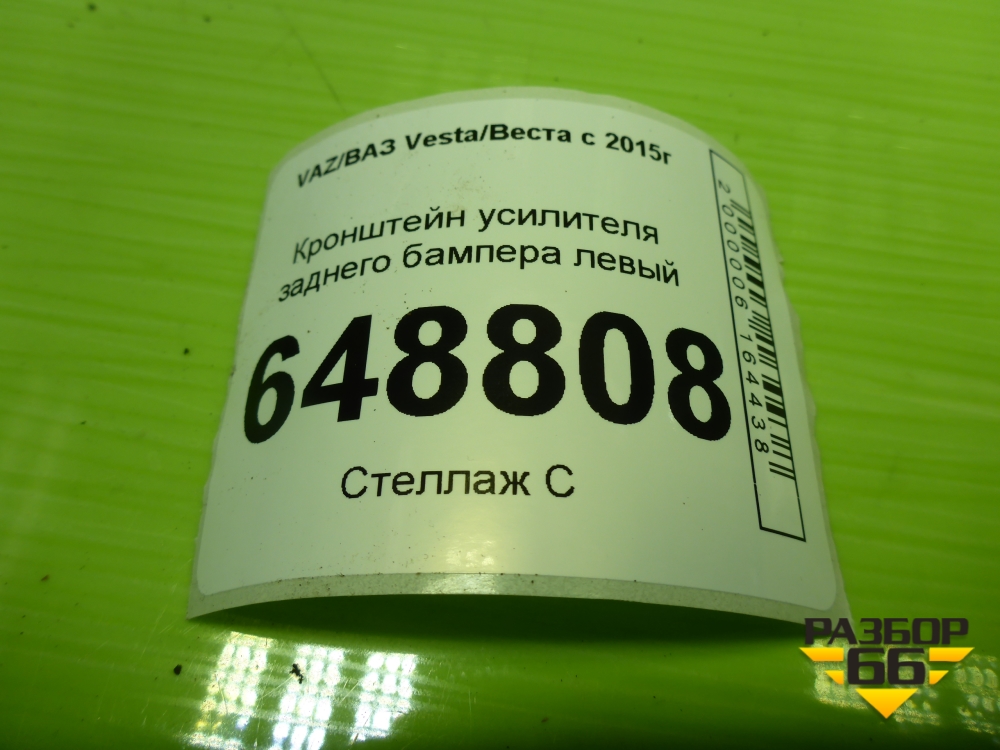 VAZ/ВАЗ Vesta/Веста с 2015г
Кронштейн усилителя
заднего бампера левый
648808
Стеллаж С
2000006164438
РАЗБОР
66